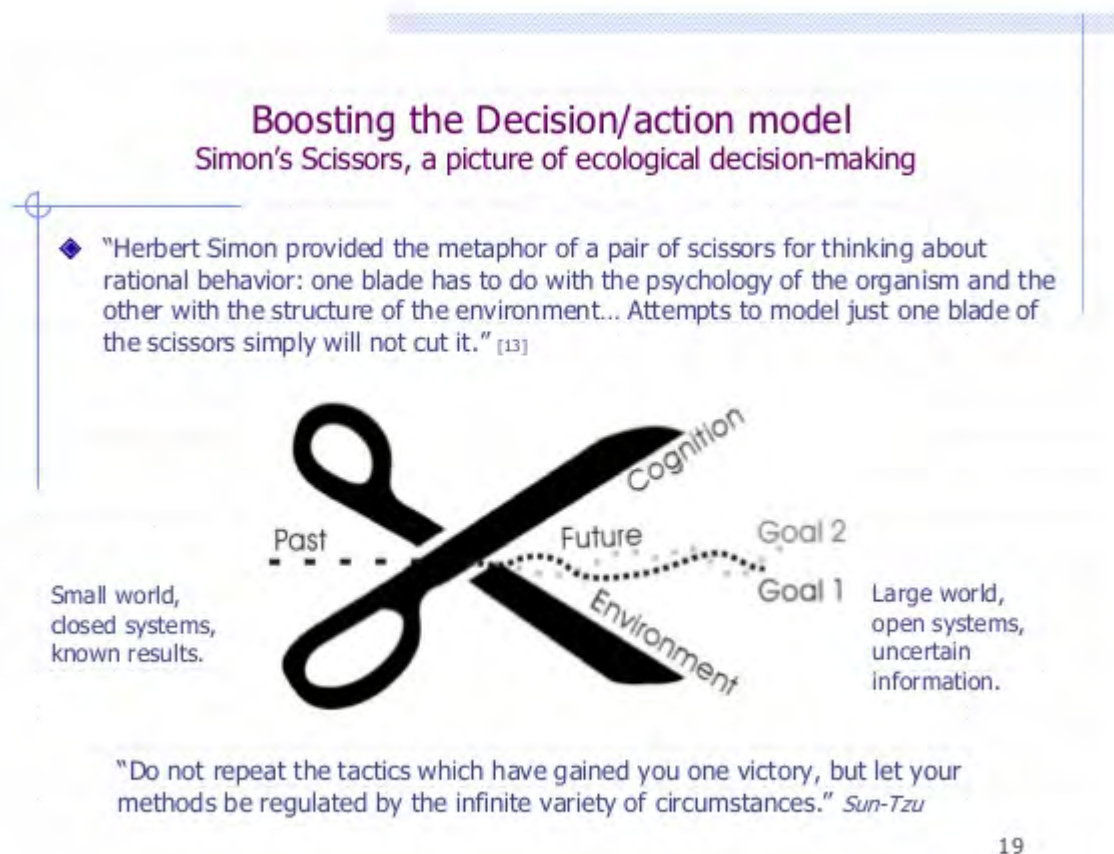 Boosting the Decision/action model
Simon's Scissors, a picture of ecological decision-making
"Herbert Simon provided the metaphor of a pair of scissors for thinking about
rational behavior: one blade has to do with the psychology of the organism and the
other with the structure of the environment... Attempts to model just one blade of
the scissors simply will not cut it." [13]
Cognition
Past
Future
Goal 2
Goal 1
Environment
Small world,
closed systems,
known results.
Large world,
open systems,
uncertain
information.
"Do not repeat the tactics which have gained you one victory, but let your
methods be regulated by the infinite variety of circumstances." Sun-Tzu
19